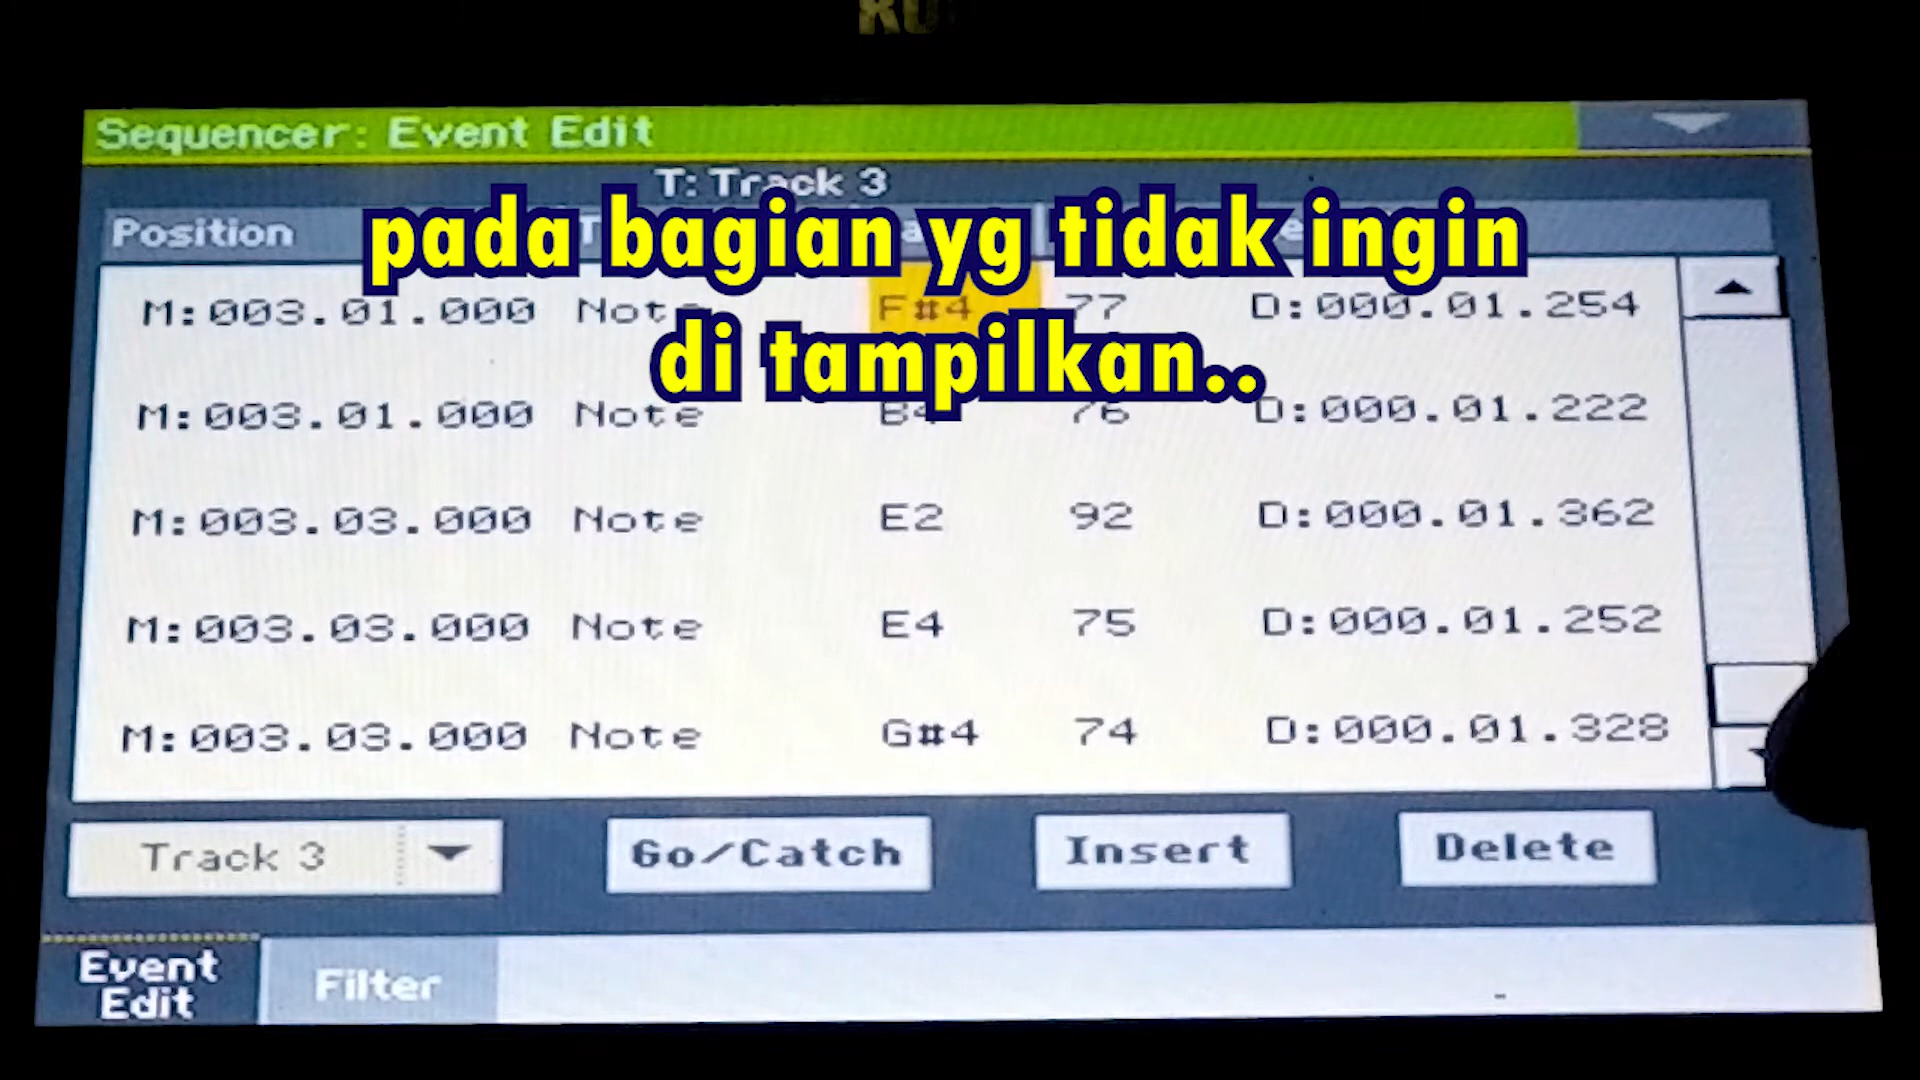 Sequencer: Event Edit
T: Track 3
Position
pada bagian yg tidak ingin
di tampilkan..
M:003.01.000 Note F#4 77 D:000.01.254
M:003.01.000 Note B4 76 D:000.01.222
M:003.03.000 Note E2 92 D:000.01.362
M:003.03.000 Note E4 75 D:000.01.252
M:003.03.000 Note G#4 74 D:000.01.328
Track 3 Go/Catch Insert Delete
Event
Edit
Filter